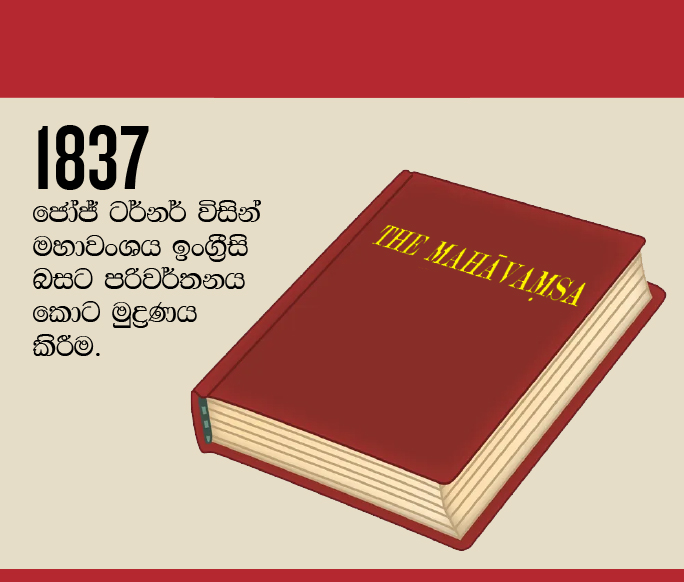 1837
ජෝජ් ටර්නර් විසින්
මහාවංශය ඉංග්‍රීසි
බසට පරිවර්තනය
කොට මුද්‍රණය
කිරීම.
THE MAHĀVAṂSA